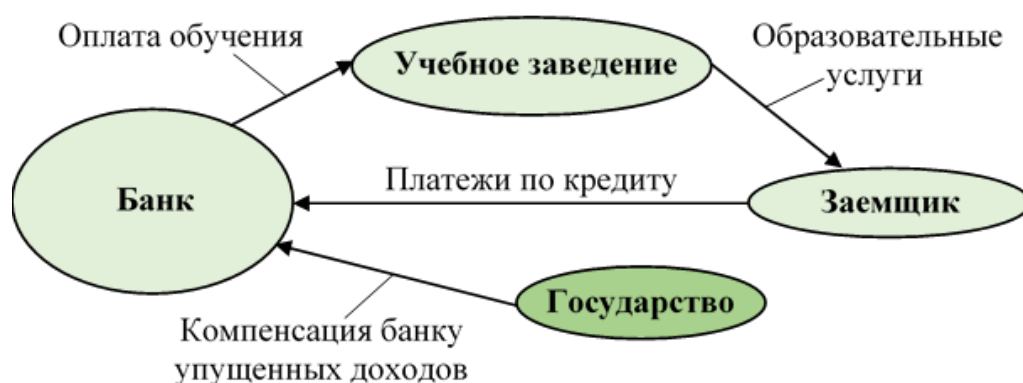 Оплата обучения
Учебное заведение
Образовательные
услуги
Банк
Платежи по кредиту
Заемщик
Государство
Компенсация банку
упущенных доходов